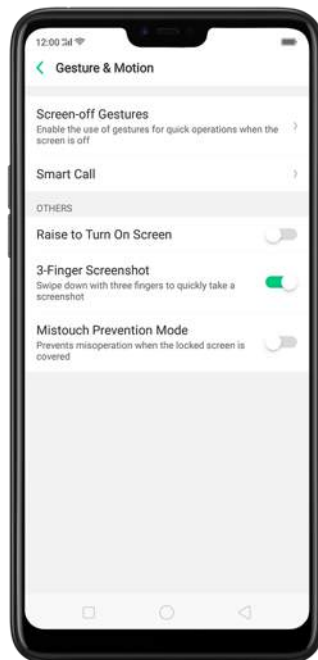 12:00
Gesture & Motion
Screen-off Gestures
Enable the use of gestures for quick operations when the
screen is off
Smart Call
OTHERS
Raise to Turn On Screen
3-Finger Screenshot
Swipe down with three fingers to quickly take a
screenshot
Mistouch Prevention Mode
Prevents misoperation when the locked screen is
covered